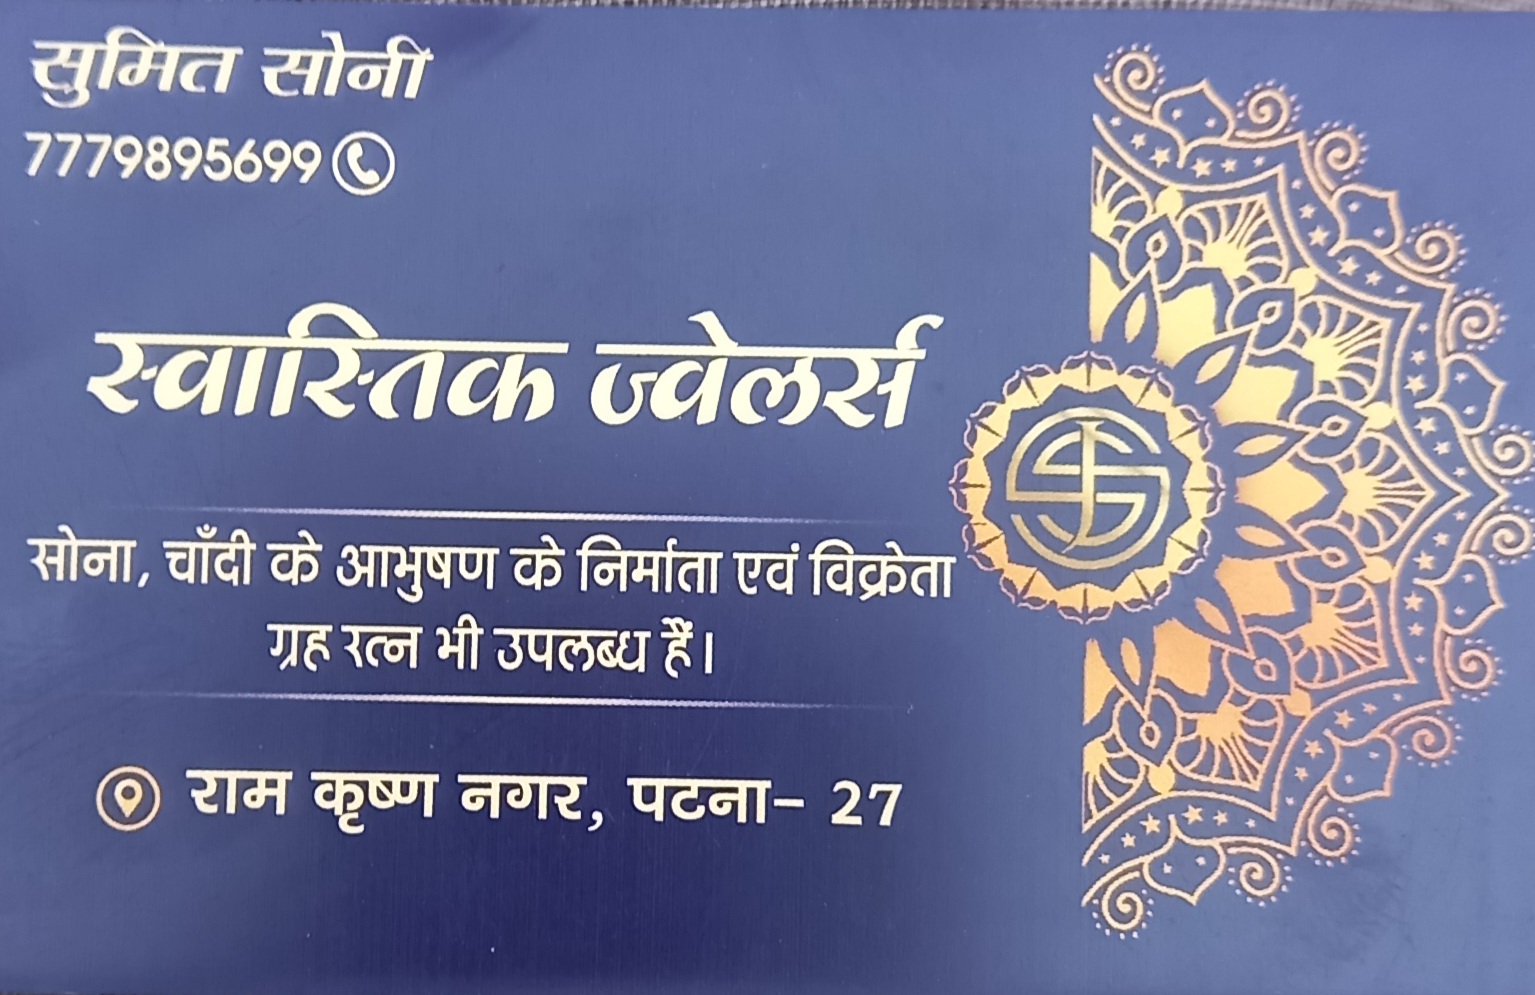 सुमित सोनी
7779895699
स्वास्तिक ज्वेलर्स
सोना, चाँदी के आभुषण के निर्माता एवं विक्रेता
ग्रह रत्न भी उपलब्ध हैं।
राम कृष्ण नगर, पटना- 27